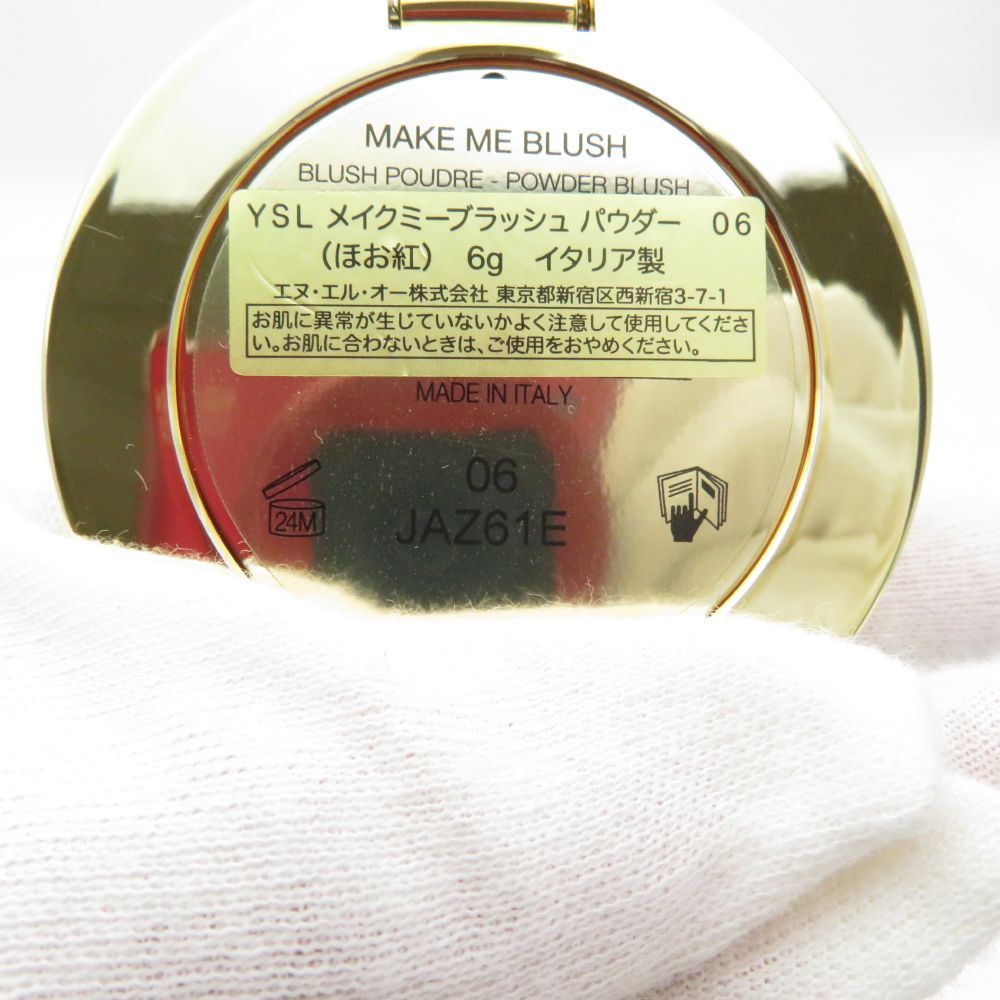 MAKE ME BLUSH
BLUSH POUDRE - POWDER BLUSH
YSL メイクミーブラッシュ パウダー 06
（ほお紅） 6g イタリア製
エヌ・エル・オー株式会社 東京都新宿区西新宿3-7-1
お肌に異常が生じていないかよく注意して使用してくださ
い。お肌に合わないときは、ご使用をおやめください。
MADE IN ITALY
06
24M
JAZ61E